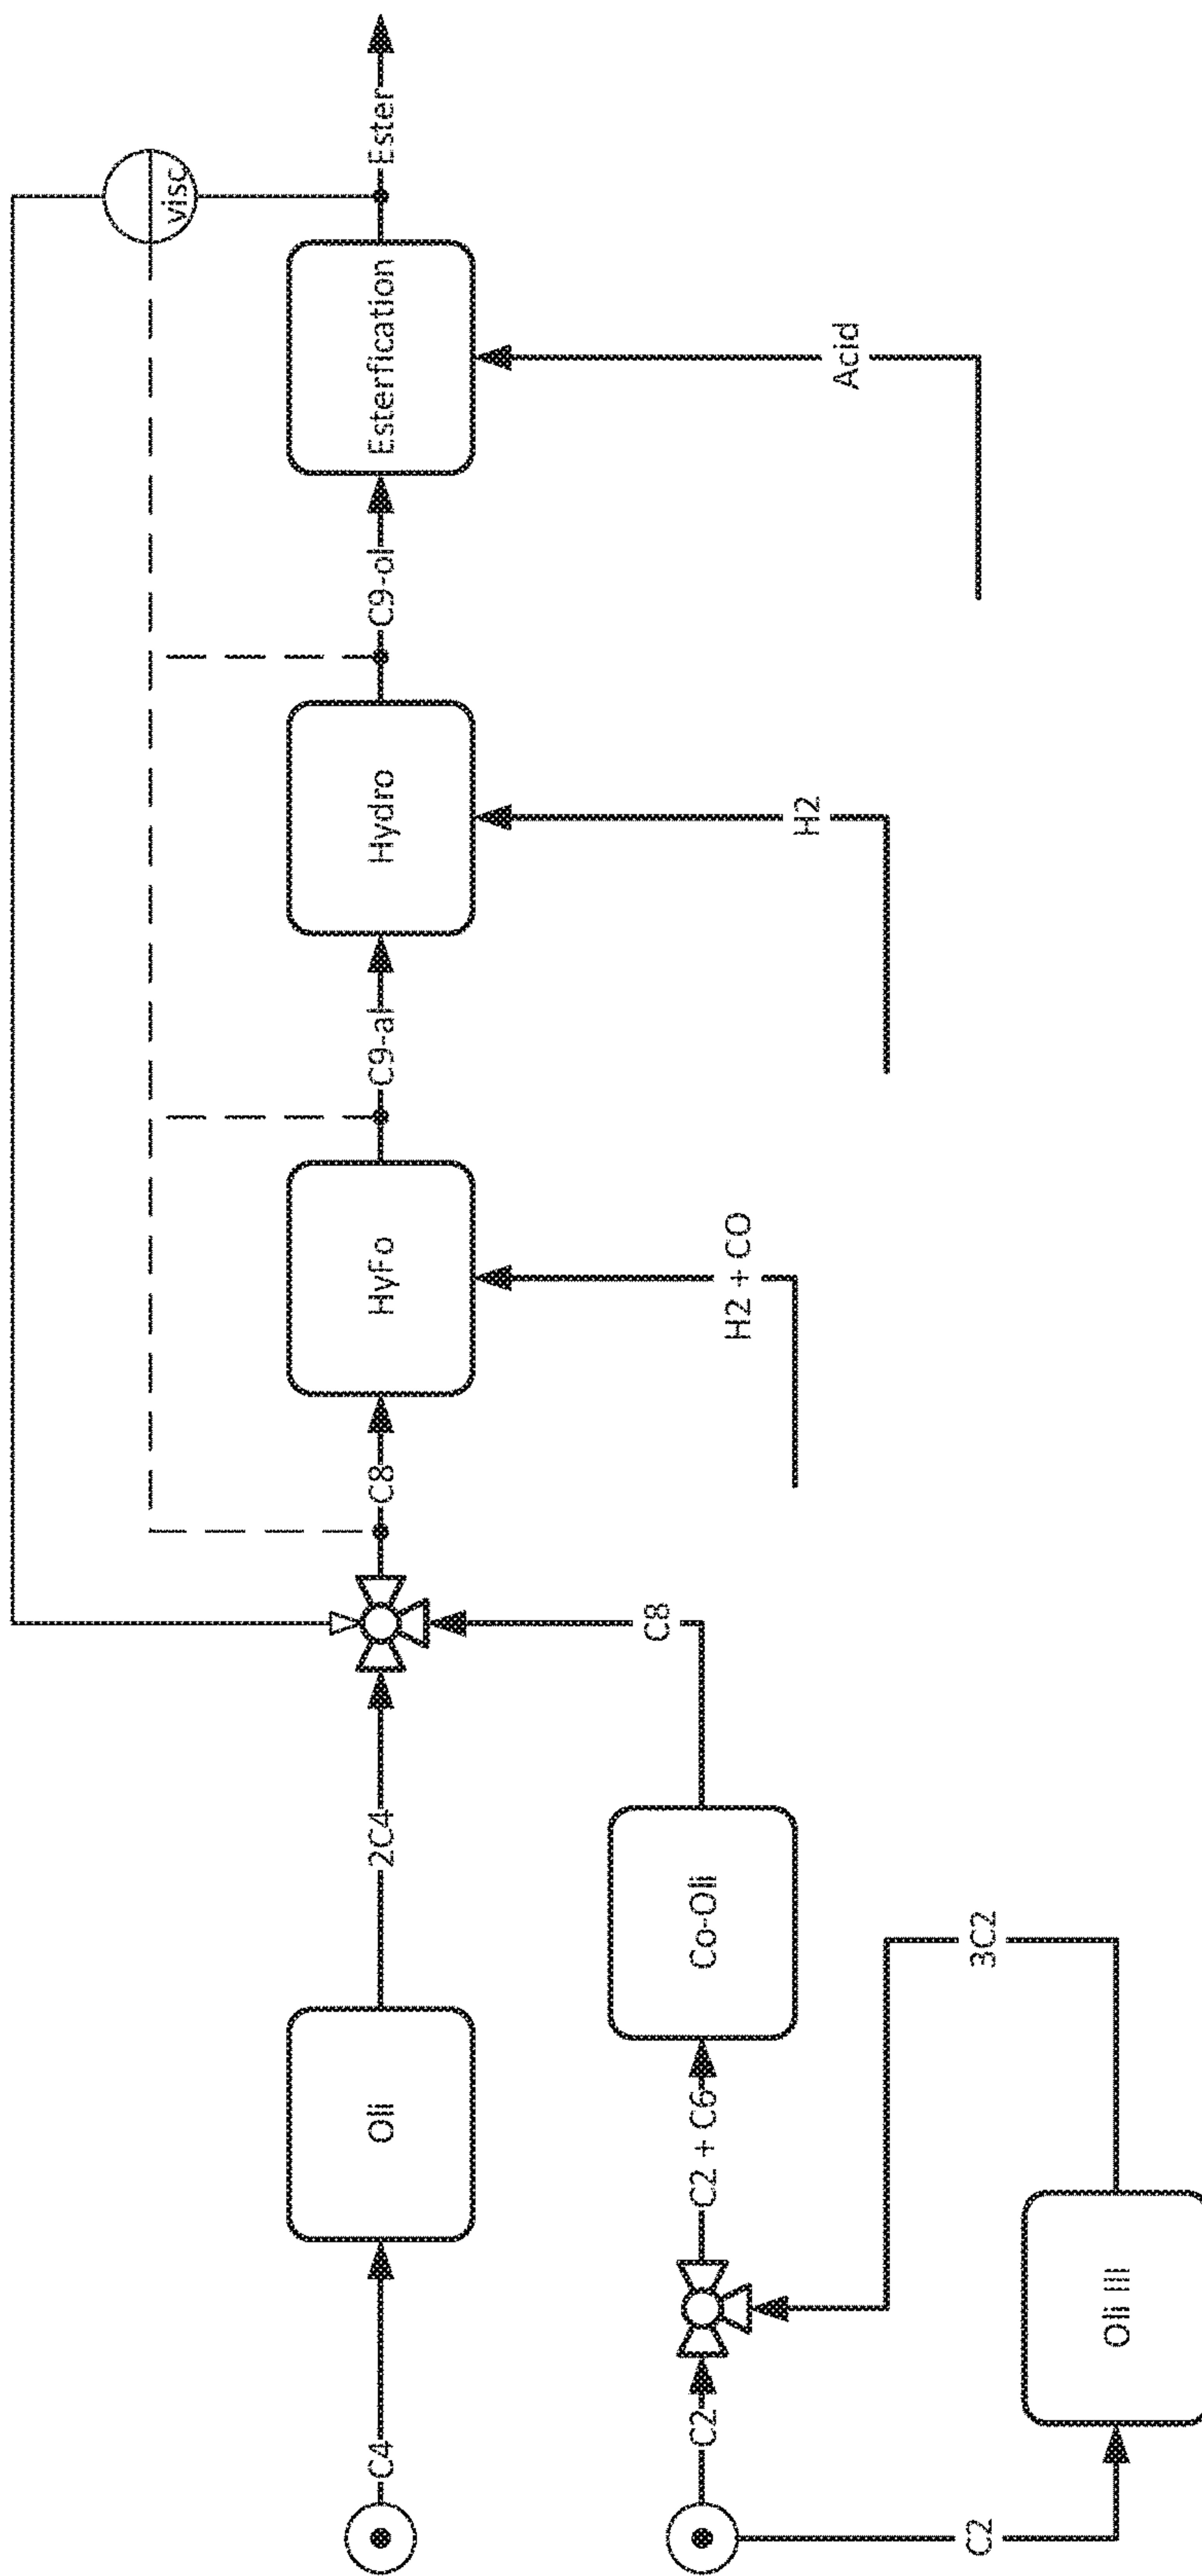 visc
C4
Oli
2C4
C8
HyFo
C9-al
Hydro
C9-ol
Esterfication
Ester
C2
C2 + C6
Co-Oli
C8
H2 + CO
H2
Acid
C2
Oli III
3C2